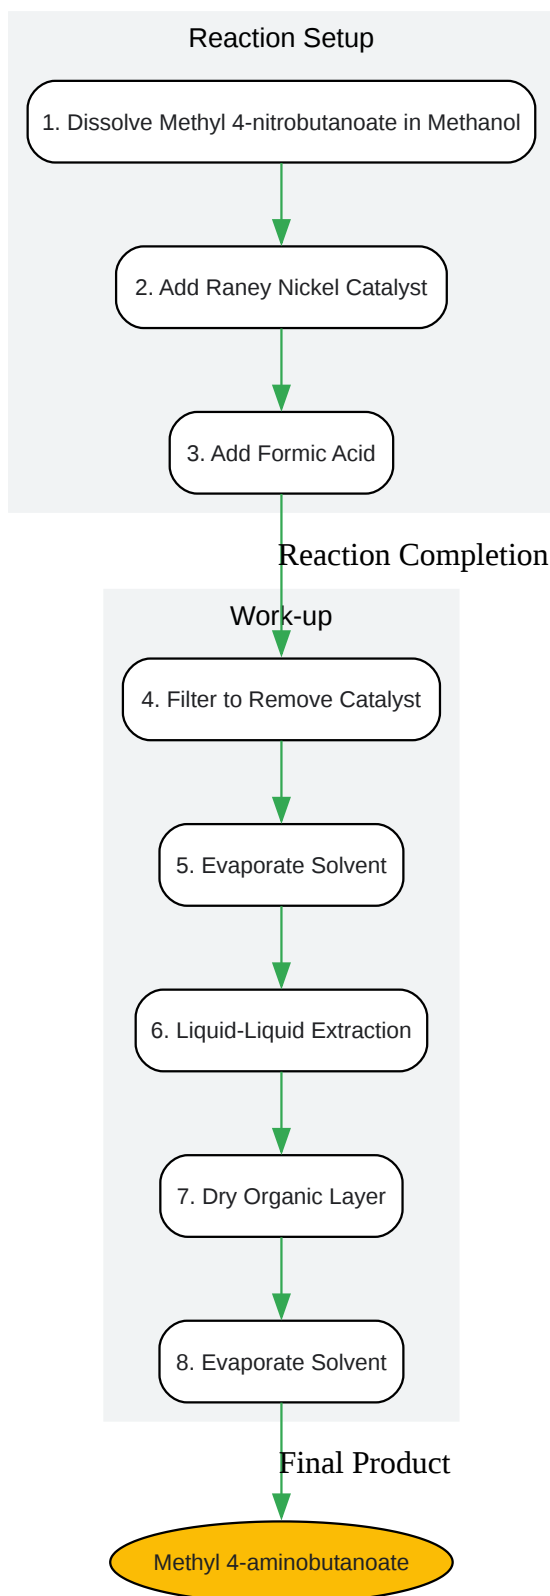 Reaction Setup
1. Dissolve Methyl 4-nitrobutanoate in Methanol
2. Add Raney Nickel Catalyst
3. Add Formic Acid
Reaction Completion
Work-up
4. Filter to Remove Catalyst
5. Evaporate Solvent
6. Liquid-Liquid Extraction
7. Dry Organic Layer
8. Evaporate Solvent
Final Product
Methyl 4-aminobutanoate